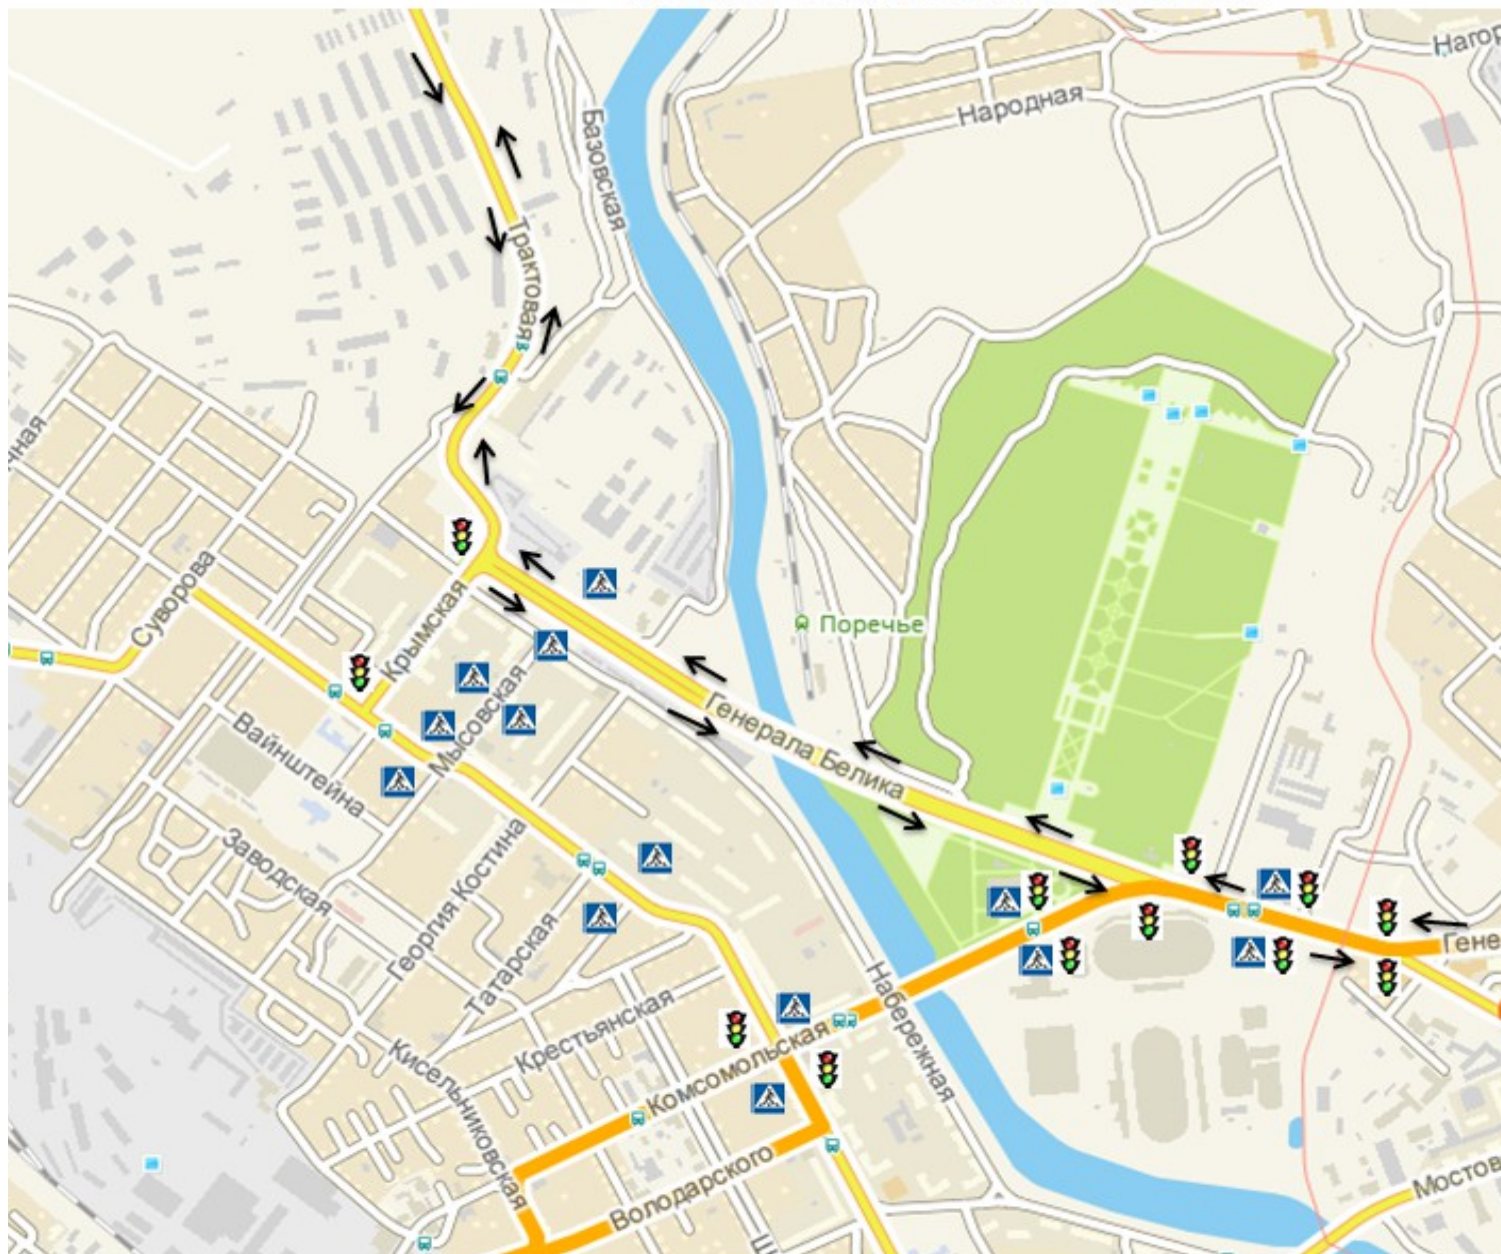 Нагор
Народная
Базовская
Трактовая
чная
Суворова
Крымская
Поречье
Мысовская
Генерала Белика
Вайнштейна
Заводская
Георгия Костина
Татарская
Гене
Набережная
Крестьянская
Комсомольская
Кисельниковская
Володарского
Мостов
Ш